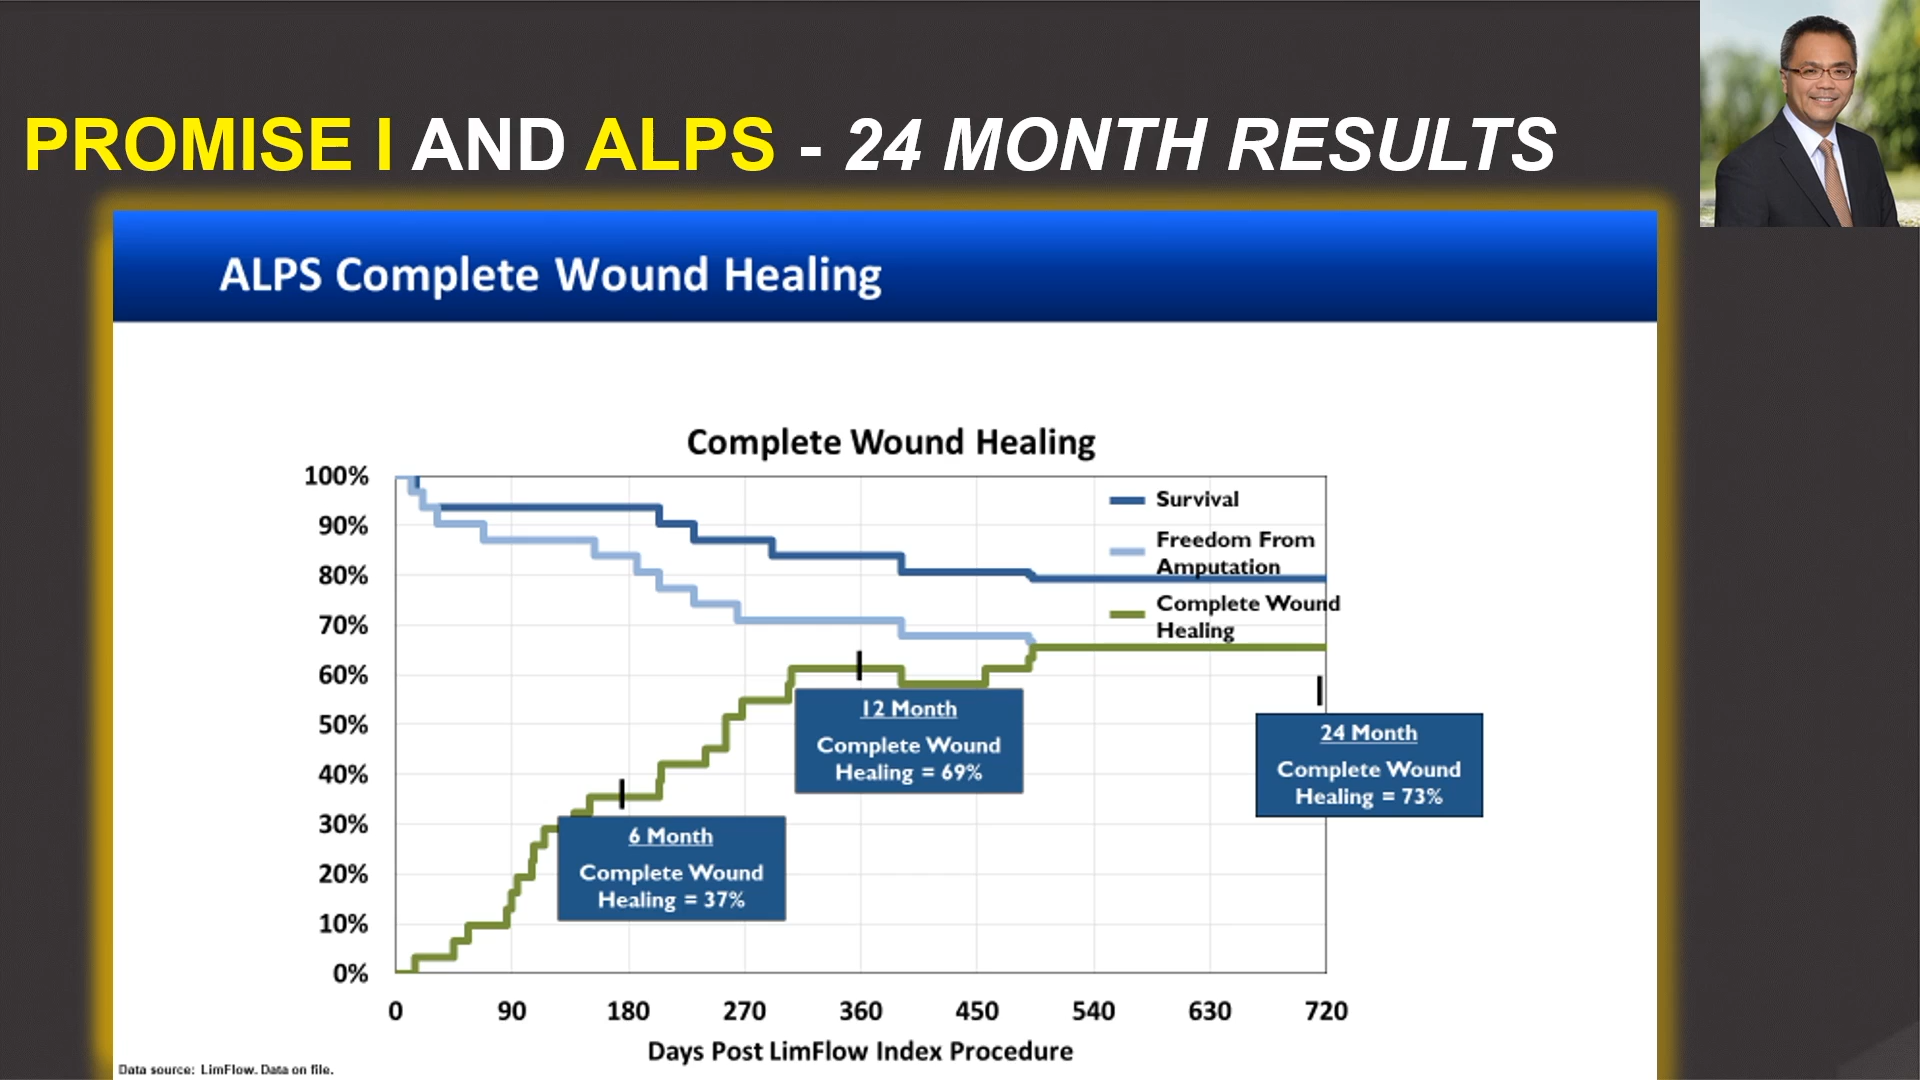 PROMISE I AND ALPS - 24 MONTH RESULTS
ALPS Complete Wound Healing
Complete Wound Healing
100%
90%
80%
70%
60%
50%
40%
30%
20%
10%
0%
Survival
Freedom From
Amputation
Complete Wound
Healing
6 Month
Complete Wound
Healing = 37%
12 Month
Complete Wound
Healing = 69%
24 Month
Complete Wound
Healing = 73%
0 90 180 270 360 450 540 630 720
Days Post LimFlow Index Procedure
Data source: LimFlow. Data on file.